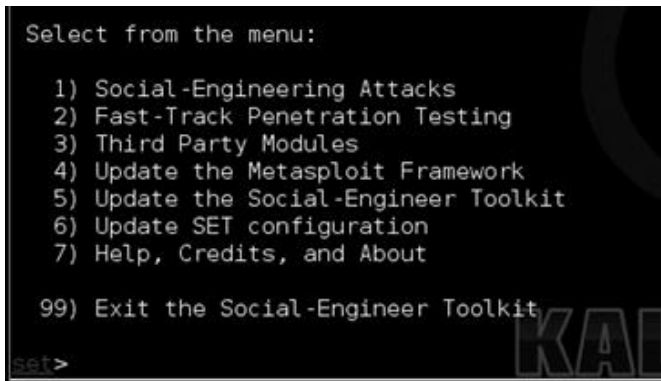 Select from the menu:
1) Social-Engineering Attacks
2) Fast-Track Penetration Testing
3) Third Party Modules
4) Update the Metasploit Framework
5) Update the Social-Engineer Toolkit
6) Update SET configuration
7) Help, Credits, and About
99) Exit the Social-Engineer Toolkit
KAL
set>